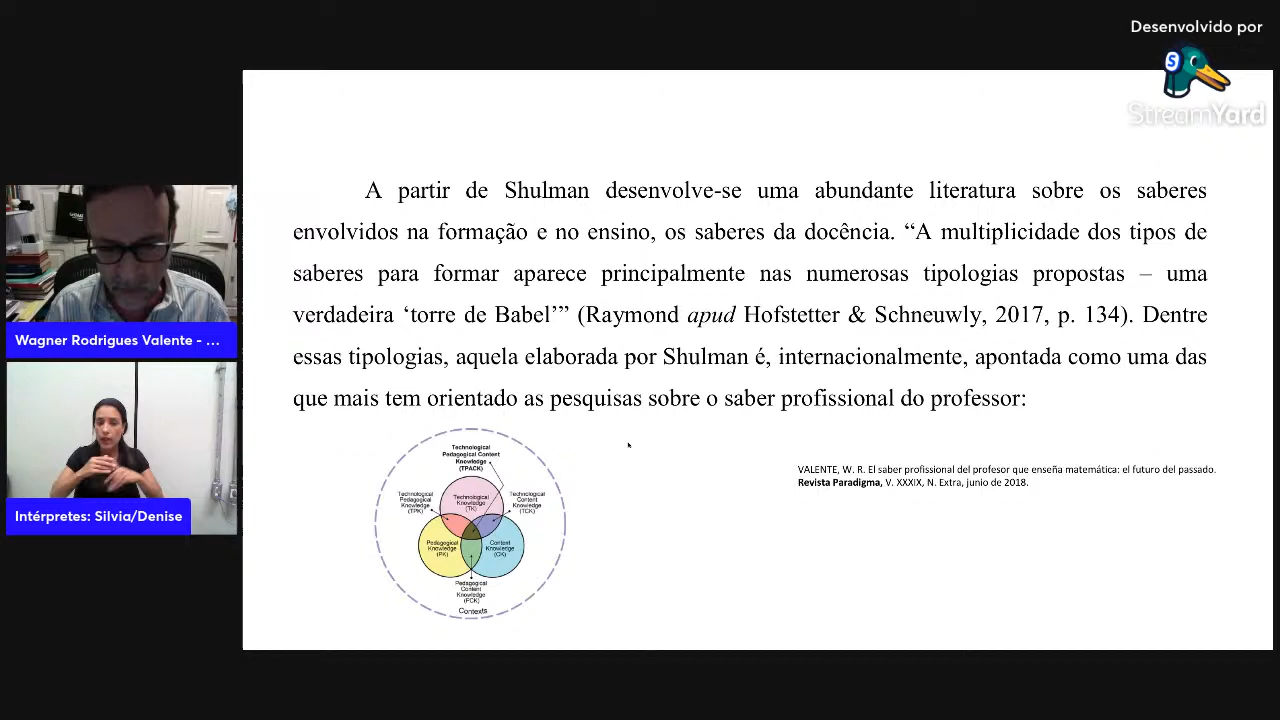 Desenvolvido por
S
StreamYard
A partir de Shulman desenvolve-se uma abundante literatura sobre os saberes
envolvidos na formação e no ensino, os saberes da docência. “A multiplicidade dos tipos de
saberes para formar aparece principalmente nas numerosas tipologias propostas – uma
verdadeira ‘torre de Babel’” (Raymond apud Hofstetter & Schneuwly, 2017, p. 134). Dentre
essas tipologias, aquela elaborada por Shulman é, internacionalmente, apontada como uma das
que mais tem orientado as pesquisas sobre o saber profissional do professor:
Wagner Rodrigues Valente - ...
Intérpretes: Silvia/Denise
Technological
Pedagogical Content
Knowledge
(TPACK)
Technological
Pedagogical
Knowledge
(TPK)
Technological
Knowledge
(TK)
Technological
Content
Knowledge
(TCK)
Pedagogical
Knowledge
(PK)
Content
Knowledge
(CK)
Pedagogical
Content
Knowledge
(PCK)
Contexts
VALENTE, W. R. El saber profissional del profesor que enseña matemática: el futuro del passado.
Revista Paradigma, V. XXXIX, N. Extra, junio de 2018.